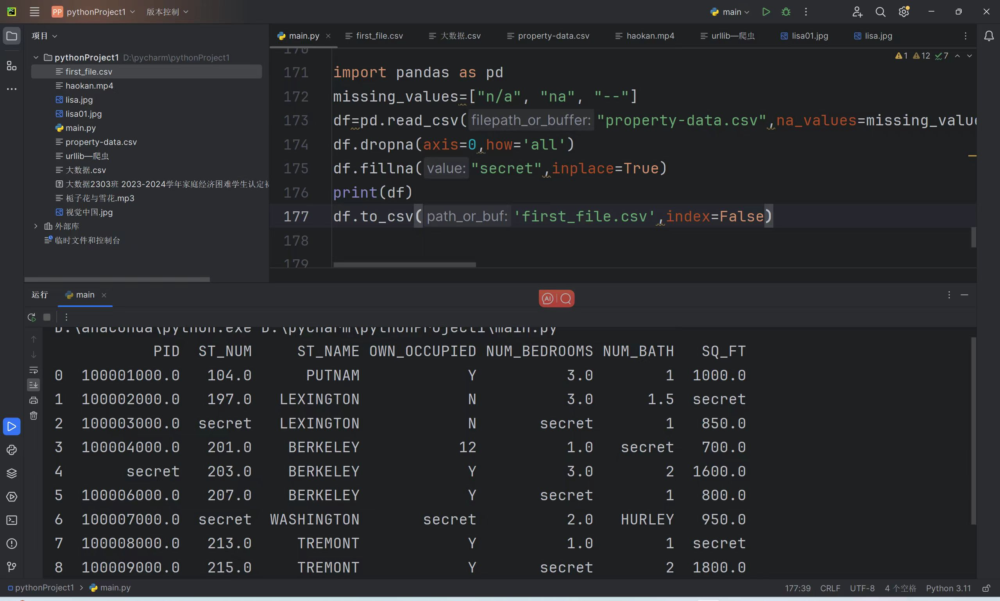 PC PP pythonProject1 版本控制 main
项目
main.py first_file.csv 大数据.csv property-data.csv haokan.mp4 urllib—爬虫 lisa01.jpg lisa.jpg
pythonProject1 D:\pycharm\pythonProject1
first_file.csv
haokan.mp4
lisa.jpg
lisa01.jpg
main.py
property-data.csv
urllib—爬虫
大数据.csv
大数据2303班 2023-2024学年家庭经济困难学生认定
栀子花与雪花.mp3
视觉中国.jpg
外部库
临时文件和控制台
1 12 7
170
171 import pandas as pd
172 missing_values=["n/a", "na", "--"]
173 df=pd.read_csv( filepath_or_buffer: "property-data.csv",na_values=missing_value
174 df.dropna(axis=0,how='all')
175 df.fillna( value: "secret",inplace=True)
176 print(df)
177 df.to_csv( path_or_buf: 'first_file.csv',index=False)
178
179
运行 main
AI
D:\anaconda\python.exe D:\pycharm\pythonProject1\main.py
PID ST_NUM ST_NAME OWN_OCCUPIED NUM_BEDROOMS NUM_BATH SQ_FT
0 100001000.0 104.0 PUTNAM Y 3.0 1 1000.0
1 100002000.0 197.0 LEXINGTON N 3.0 1.5 secret
2 100003000.0 secret LEXINGTON N secret 1 850.0
3 100004000.0 201.0 BERKELEY 12 1.0 secret 700.0
4 secret 203.0 BERKELEY Y 3.0 2 1600.0
5 100006000.0 207.0 BERKELEY Y secret 1 800.0
6 100007000.0 secret WASHINGTON secret 2.0 HURLEY 950.0
7 100008000.0 213.0 TREMONT Y 1.0 1 secret
8 100009000.0 215.0 TREMONT Y secret 2 1800.0
pythonProject1 > main.py 177:39 CRLF UTF-8 4 个空格 Python 3.11